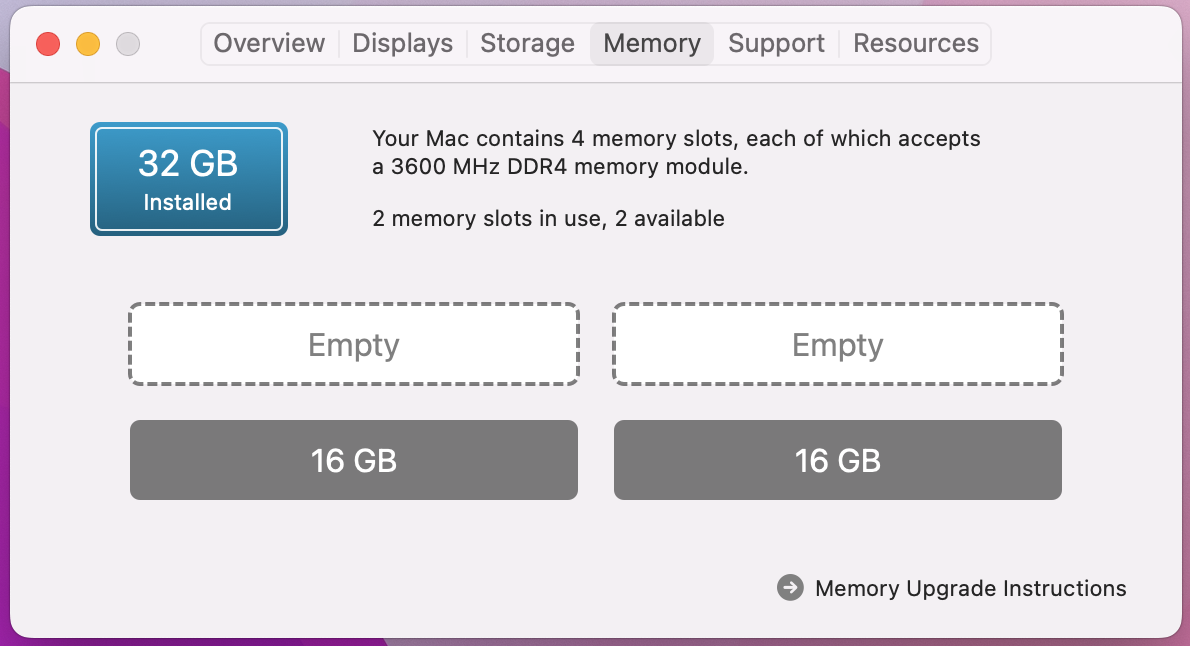 Overview Displays Storage Memory Support Resources
32 GB
Installed
Your Mac contains 4 memory slots, each of which accepts
a 3600 MHz DDR4 memory module.
2 memory slots in use, 2 available
Empty Empty
16 GB 16 GB
Memory Upgrade Instructions